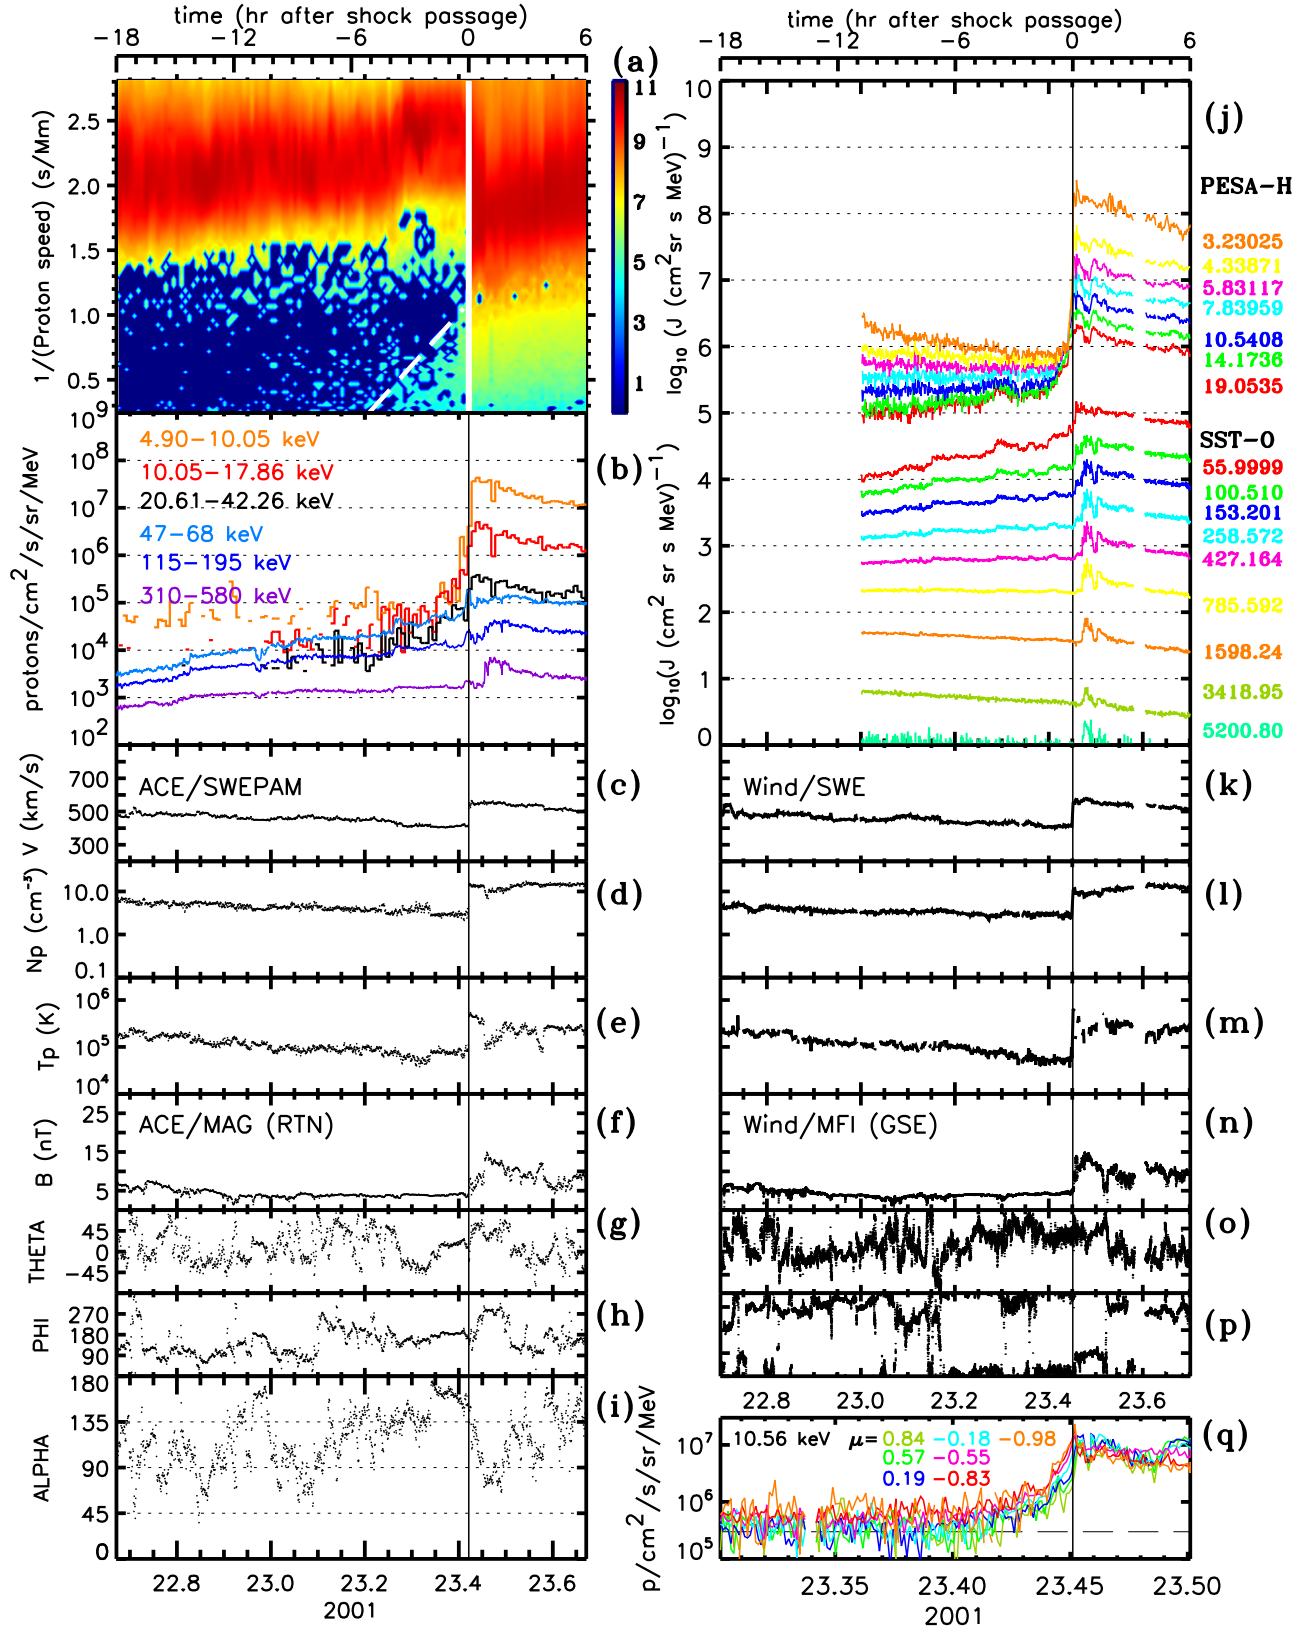 time (hr after shock passage)
-18 -12 -6 0 6
(a)
1/(Proton speed) (s/Mm)
2.5
2.0
1.5
1.0
0.5
11
9
7
5
3
1
(b)
protons/cm²/s/sr/MeV
9
10⁹
10⁸
10⁷
10⁶
10⁵
10⁴
10³
10²
4.90-10.05 keV
10.05-17.86 keV
20.61-42.26 keV
47-68 keV
115-195 keV
310-580 keV
(c)
V (km/s)
700
500
300
ACE/SWEPAM
(d)
Np (cm⁻³)
10.0
1.0
0.1
(e)
Tp (K)
10⁶
10⁵
10⁴
(f)
B (nT)
25
15
5
ACE/MAG (RTN)
(g)
THETA
45
0
-45
(h)
PHI
270
180
90
(i)
ALPHA
180
135
90
45
0
22.8 23.0 23.2 23.4 23.6
2001
time (hr after shock passage)
-18 -12 -6 0 6
(j)
log₁₀ (J (cm² sr s MeV)⁻¹)
log₁₀(J (cm² sr s MeV)⁻¹)
10
9
8
7
6
5
4
3
2
1
0
PESA-H
3.23025
4.33871
5.83117
7.83959
10.5408
14.1736
19.0535
SST-O
55.9999
100.510
153.201
258.572
427.164
785.592
1598.24
3418.95
5200.80
(k)
Wind/SWE
(l)
(m)
(n)
Wind/MFI (GSE)
(o)
(p)
22.8 23.0 23.2 23.4 23.6
(q)
p/cm²/s/sr/MeV
10⁷
10⁶
10⁵
10.56 keV μ= 0.84 -0.18 -0.98
0.57 -0.55
0.19 -0.83
23.35 23.40 23.45 23.50
2001